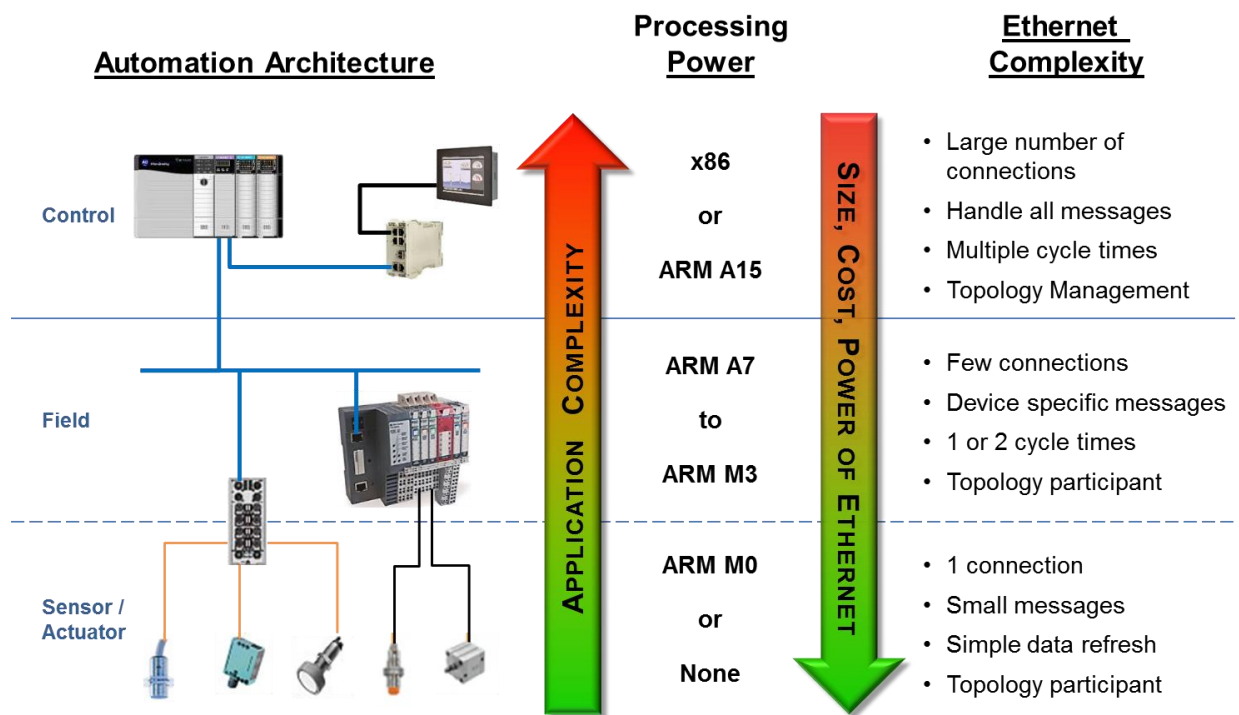 Automation Architecture
Processing
Power
Ethernet
Complexity
Control
x86
or
ARM A15
• Large number of
connections
• Handle all messages
• Multiple cycle times
• Topology Management
APPLICATION COMPLEXITY
SIZE, COST, POWER OF ETHERNET
Field
ARM A7
to
ARM M3
• Few connections
• Device specific messages
• 1 or 2 cycle times
• Topology participant
Sensor /
Actuator
ARM M0
or
None
• 1 connection
• Small messages
• Simple data refresh
• Topology participant